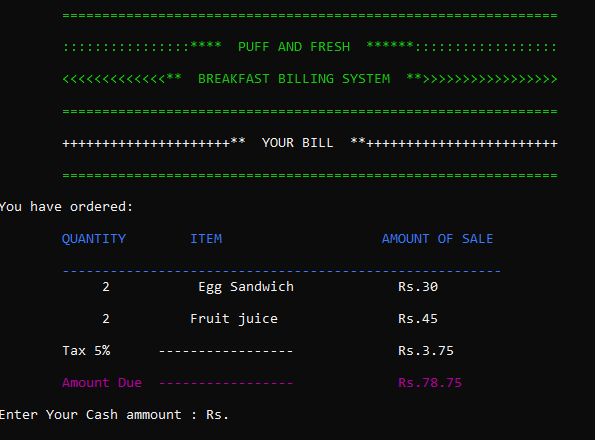 ==============================================================
::::::::::::::::****  PUFF AND FRESH  ******::::::::::::::::::
<<<<<<<<<<<<<**  BREAKFAST BILLING SYSTEM  **>>>>>>>>>>>>>>>>>
==============================================================
+++++++++++++++++++++**  YOUR BILL  **++++++++++++++++++++++++
==============================================================
You have ordered:
QUANTITY        ITEM                    AMOUNT OF SALE
-------------------------------------------------------
2           Egg Sandwich             Rs.30
2          Fruit juice               Rs.45
Tax 5%      -----------------             Rs.3.75
Amount Due  -----------------             Rs.78.75
Enter Your Cash ammount : Rs.